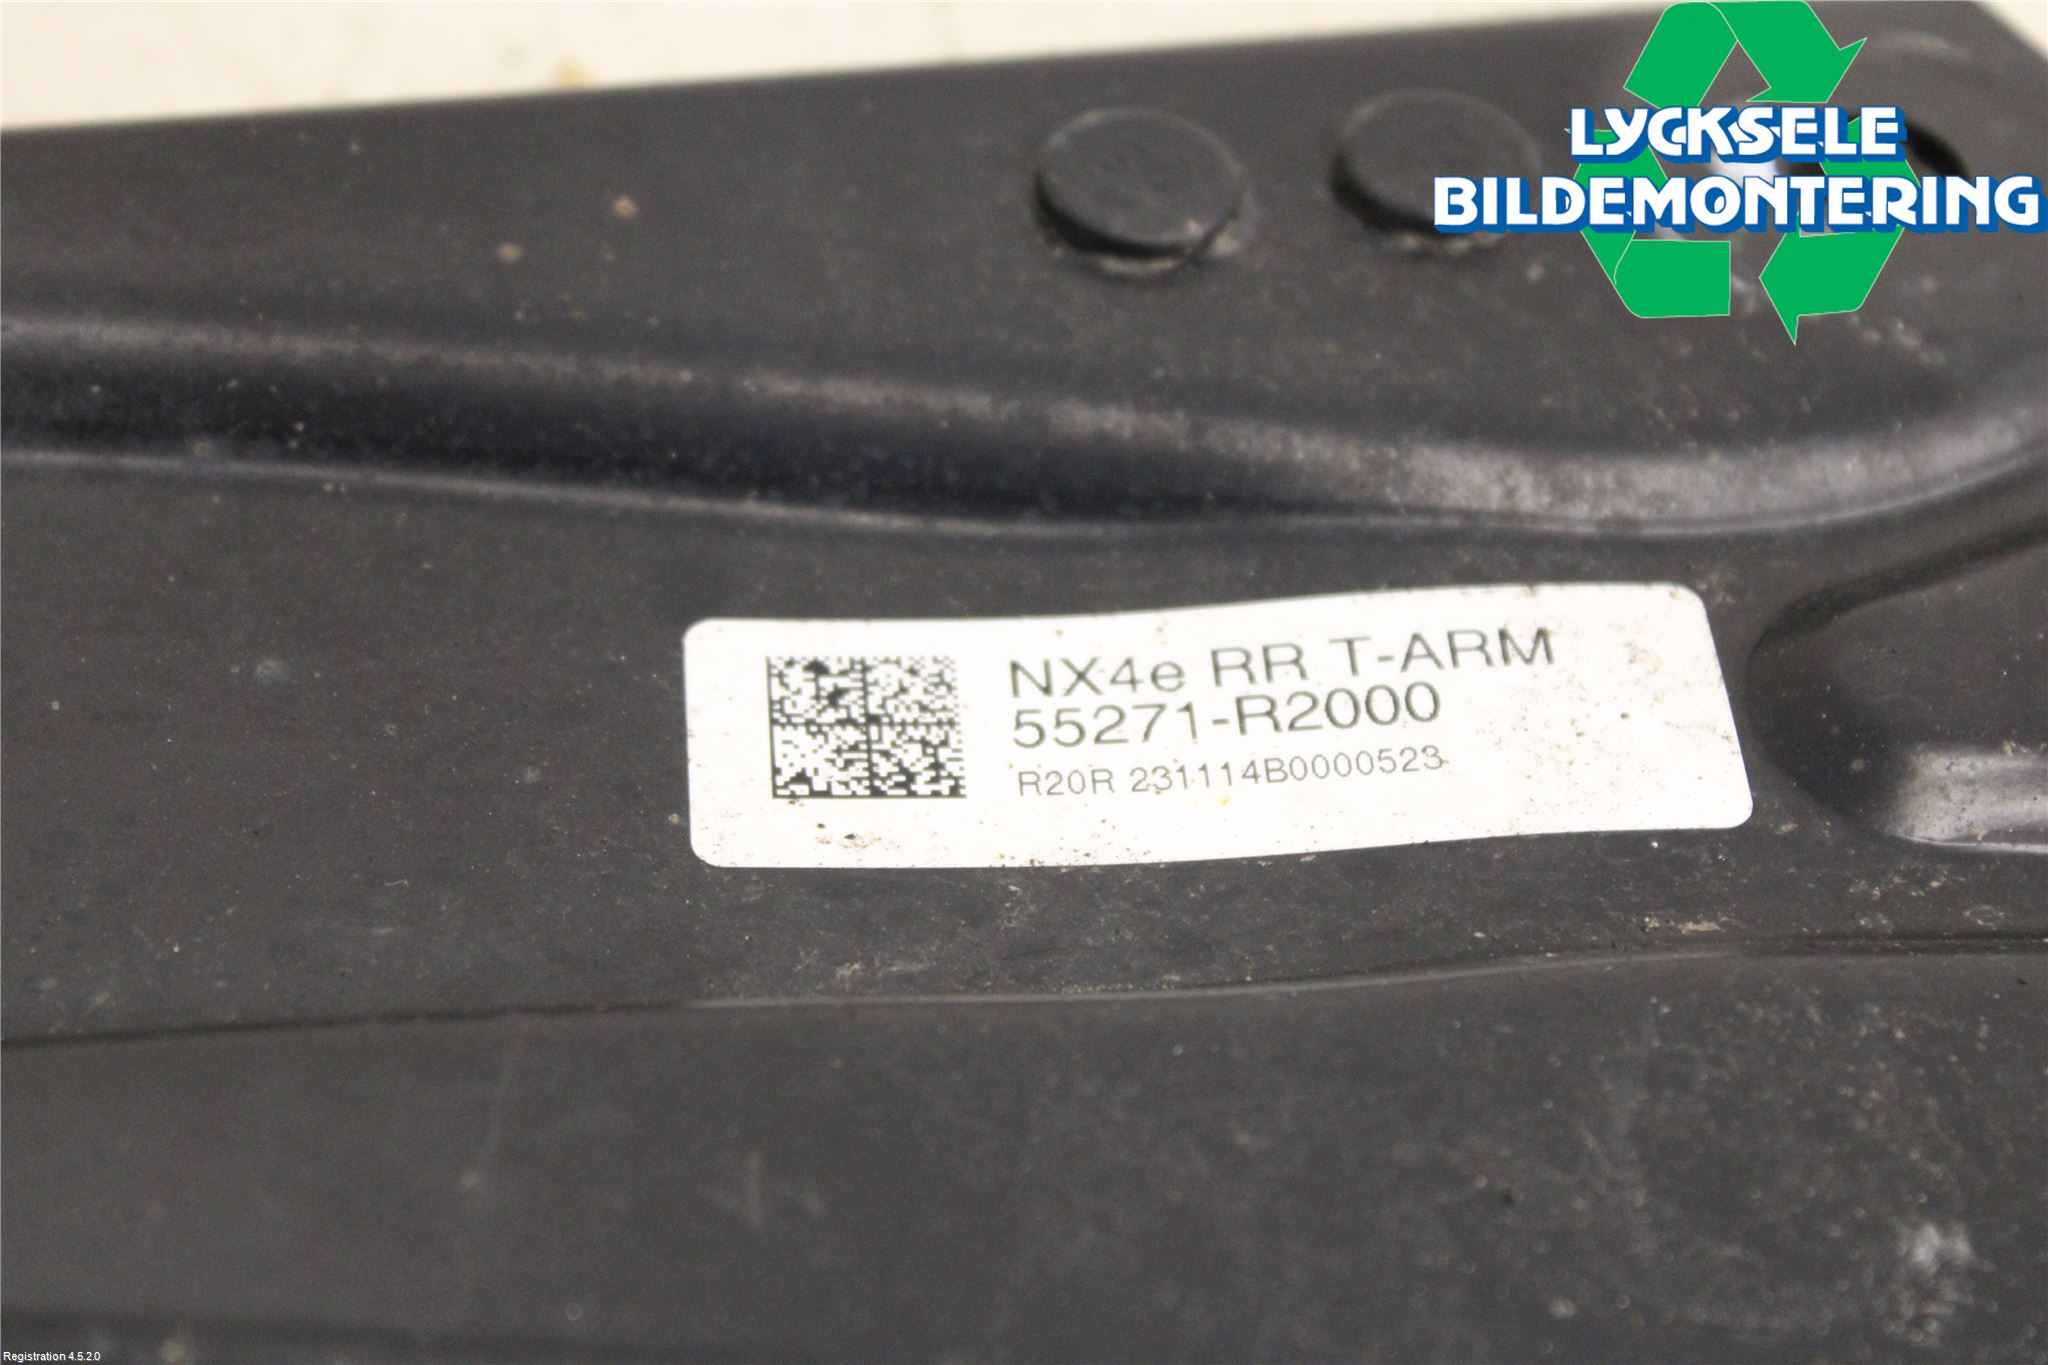 LYCKSELE
BILDEMONTERING
NX4e RR T-ARM
55271-R2000
R20R 231114B0000523
Registration 4.5.2.0